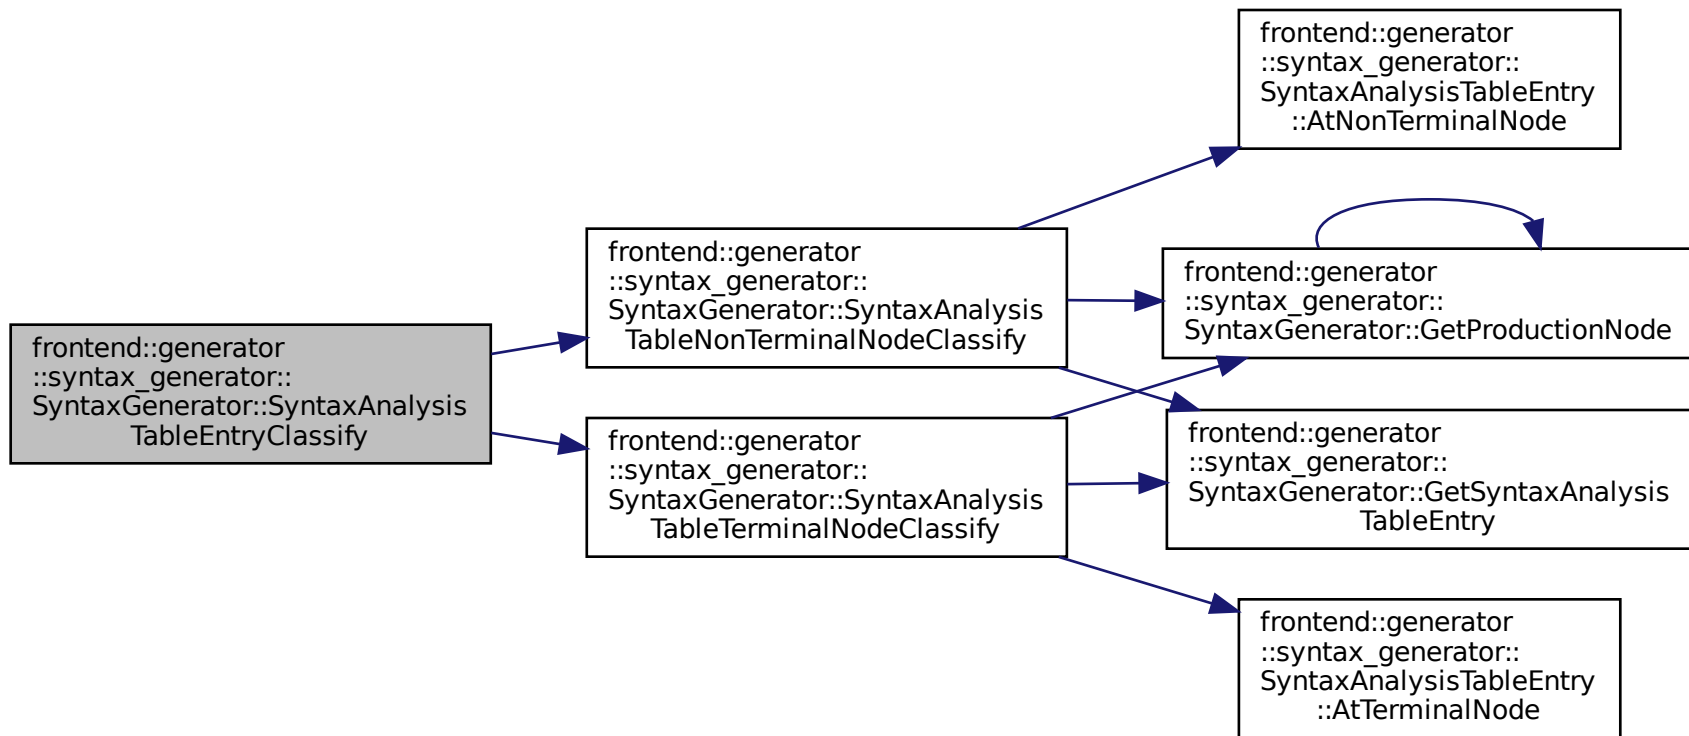 frontend::generator
::syntax_generator::
SyntaxGenerator::SyntaxAnalysis
TableEntryClassify
frontend::generator
::syntax_generator::
SyntaxGenerator::SyntaxAnalysis
TableNonTerminalNodeClassify
frontend::generator
::syntax_generator::
SyntaxGenerator::SyntaxAnalysis
TableTerminalNodeClassify
frontend::generator
::syntax_generator::
SyntaxAnalysisTableEntry
::AtNonTerminalNode
frontend::generator
::syntax_generator::
SyntaxGenerator::GetProductionNode
frontend::generator
::syntax_generator::
SyntaxGenerator::GetSyntaxAnalysis
TableEntry
frontend::generator
::syntax_generator::
SyntaxAnalysisTableEntry
::AtTerminalNode